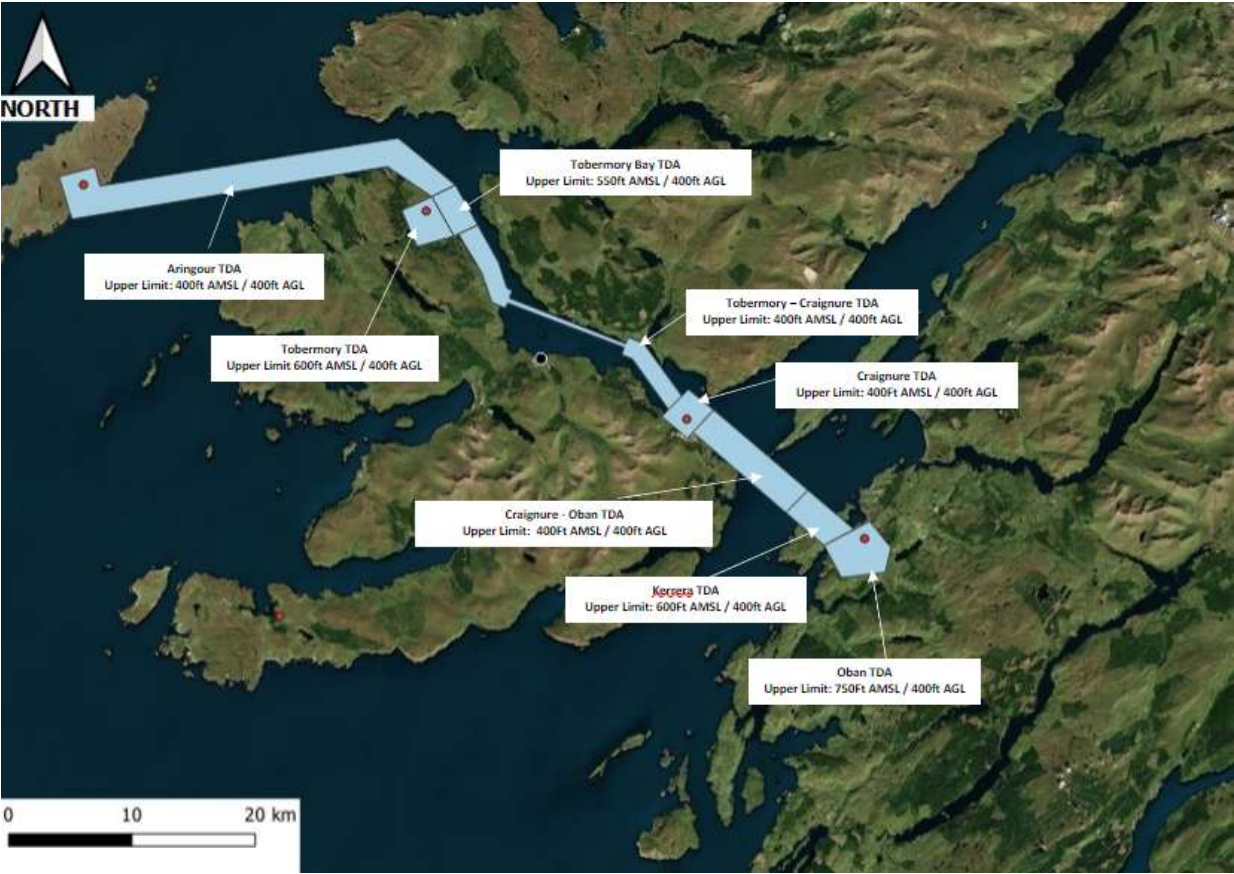 NORTH
Tobermory Bay TDA
Upper Limit: 550ft AMSL / 400ft AGL
Aringour TDA
Upper Limit: 400ft AMSL / 400ft AGL
Tobermory – Craignure TDA
Upper Limit: 400ft AMSL / 400ft AGL
Tobermory TDA
Upper Limit 600ft AMSL / 400ft AGL
Craignure TDA
Upper Limit: 400Ft AMSL / 400ft AGL
Craignure - Oban TDA
Upper Limit:  400Ft AMSL / 400ft AGL
Kerrera TDA
Upper Limit: 600Ft AMSL / 400ft AGL
Oban TDA
Upper Limit: 750Ft AMSL / 400ft AGL
0 10 20 km